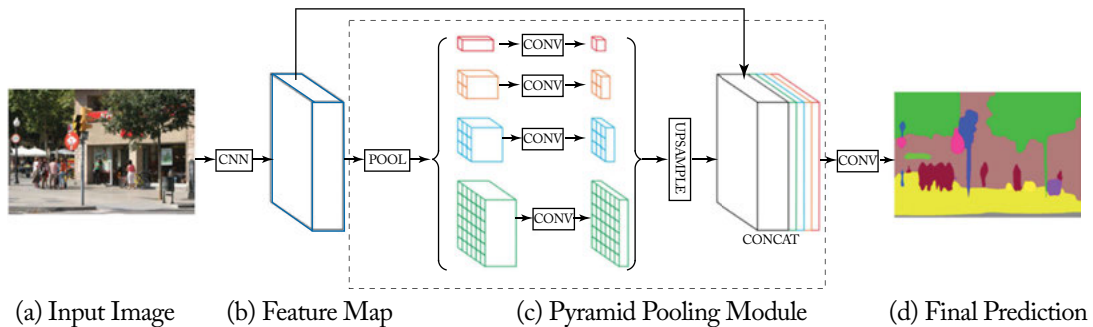 CNN
POOL
CONV
CONV
CONV
CONV
UPSAMPLE
CONCAT
CONV
(a) Input Image
(b) Feature Map
(c) Pyramid Pooling Module
(d) Final Prediction